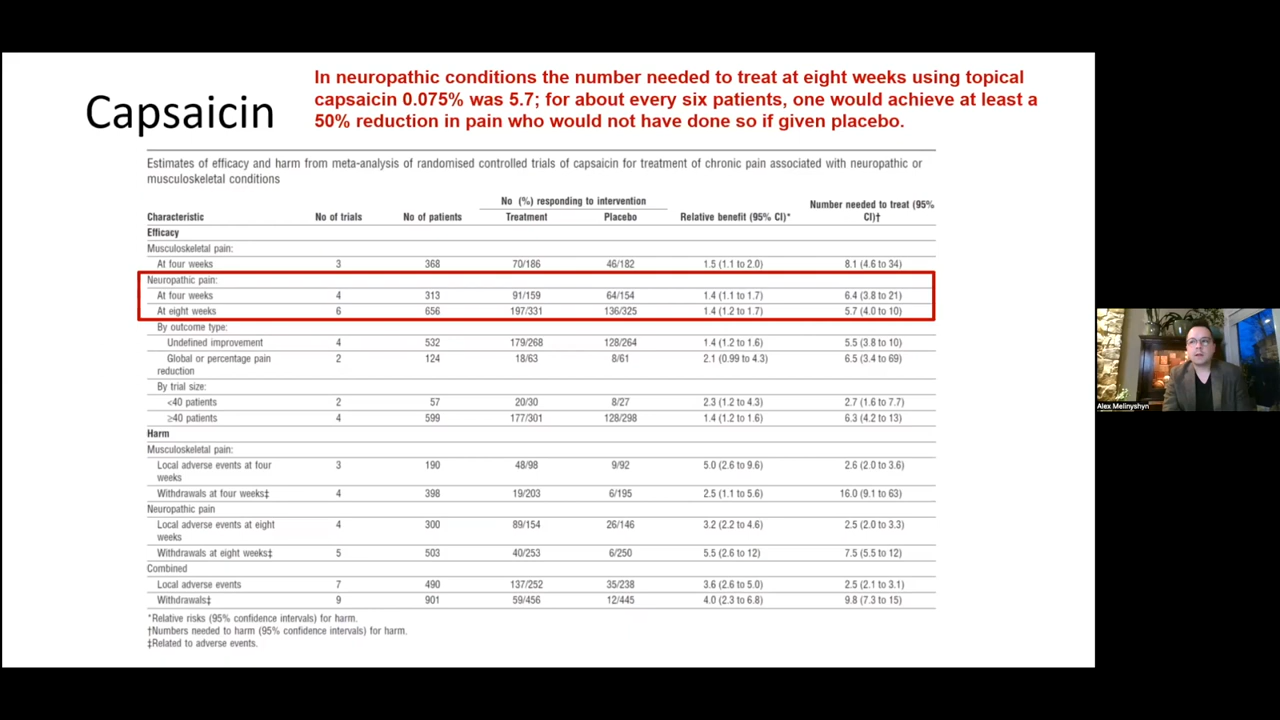 Capsaicin
In neuropathic conditions the number needed to treat at eight weeks using topical
capsaicin 0.075% was 5.7; for about every six patients, one would achieve at least a
50% reduction in pain who would not have done so if given placebo.
Estimates of efficacy and harm from meta-analysis of randomised controlled trials of capsaicin for treatment of chronic pain associated with neuropathic or
musculoskeletal conditions
No (%) responding to intervention
Number needed to treat (95%
Characteristic No of trials No of patients Treatment Placebo Relative benefit (95% CI)* CI)†
Efficacy
Musculoskeletal pain:
At four weeks 3 368 70/186 46/182 1.5 (1.1 to 2.0) 8.1 (4.6 to 34)
Neuropathic pain:
At four weeks 4 313 91/159 64/154 1.4 (1.1 to 1.7) 6.4 (3.8 to 21)
At eight weeks 6 656 197/331 136/325 1.4 (1.2 to 1.7) 5.7 (4.0 to 10)
By outcome type:
Undefined improvement 4 532 179/268 128/264 1.4 (1.2 to 1.6) 5.5 (3.8 to 10)
Global or percentage pain 2 124 18/63 8/61 2.1 (0.99 to 4.3) 6.5 (3.4 to 69)
reduction
By trial size:
<40 patients 2 57 20/30 8/27 2.3 (1.2 to 4.3) 2.7 (1.6 to 7.7)
≥40 patients 4 599 177/301 128/298 1.4 (1.2 to 1.6) 6.3 (4.2 to 13)
Harm
Musculoskeletal pain:
Local adverse events at four 3 190 48/98 9/92 5.0 (2.6 to 9.6) 2.6 (2.0 to 3.6)
weeks
Withdrawals at four weeks‡ 4 398 19/203 6/195 2.5 (1.1 to 5.6) 16.0 (9.1 to 63)
Neuropathic pain
Local adverse events at eight 4 300 89/154 26/146 3.2 (2.2 to 4.6) 2.5 (2.0 to 3.3)
weeks
Withdrawals at eight weeks‡ 5 503 40/253 6/250 5.5 (2.6 to 12) 7.5 (5.5 to 12)
Combined
Local adverse events 7 490 137/252 35/238 3.6 (2.6 to 5.0) 2.5 (2.1 to 3.1)
Withdrawals‡ 9 901 59/456 12/445 4.0 (2.3 to 6.8) 9.8 (7.3 to 15)
*Relative risks (95% confidence intervals) for harm.
†Numbers needed to harm (95% confidence intervals) for harm.
‡Related to adverse events.
Alex Melinyshyn